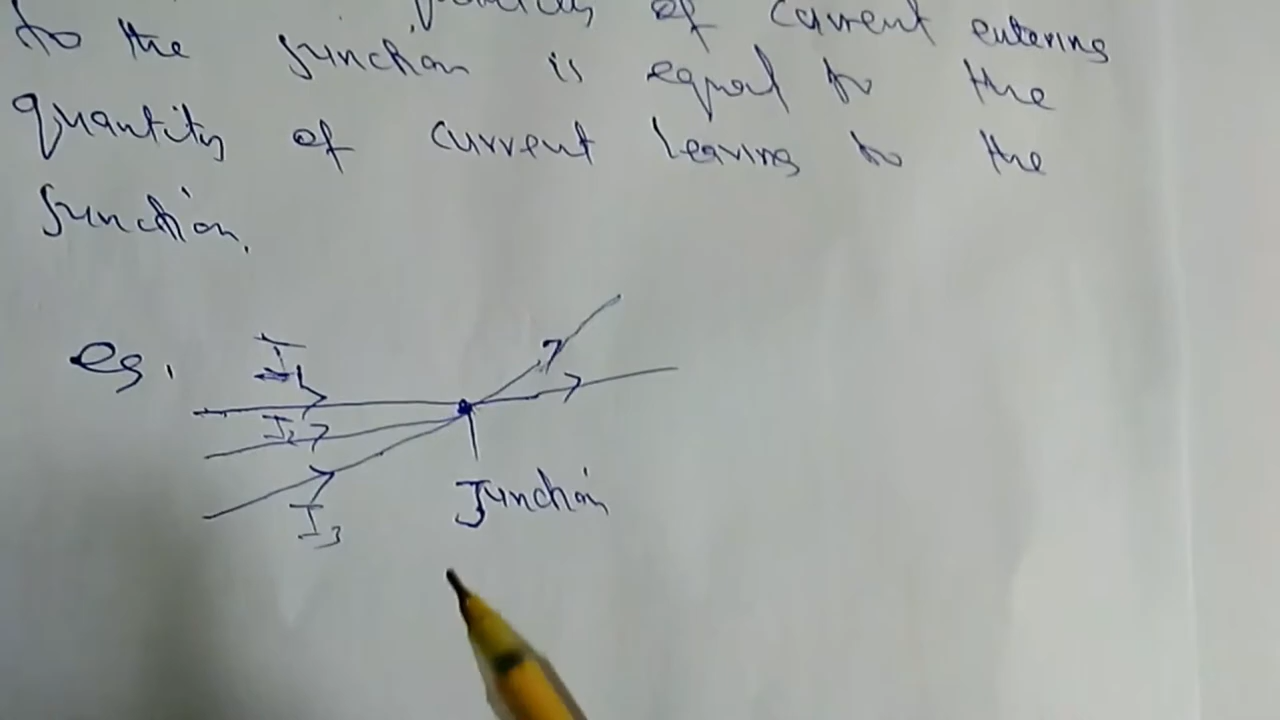 of current entering
to the junction is equal to the
quantity of current leaving to the
junction.
eg.
I1
I2
I3
Junction